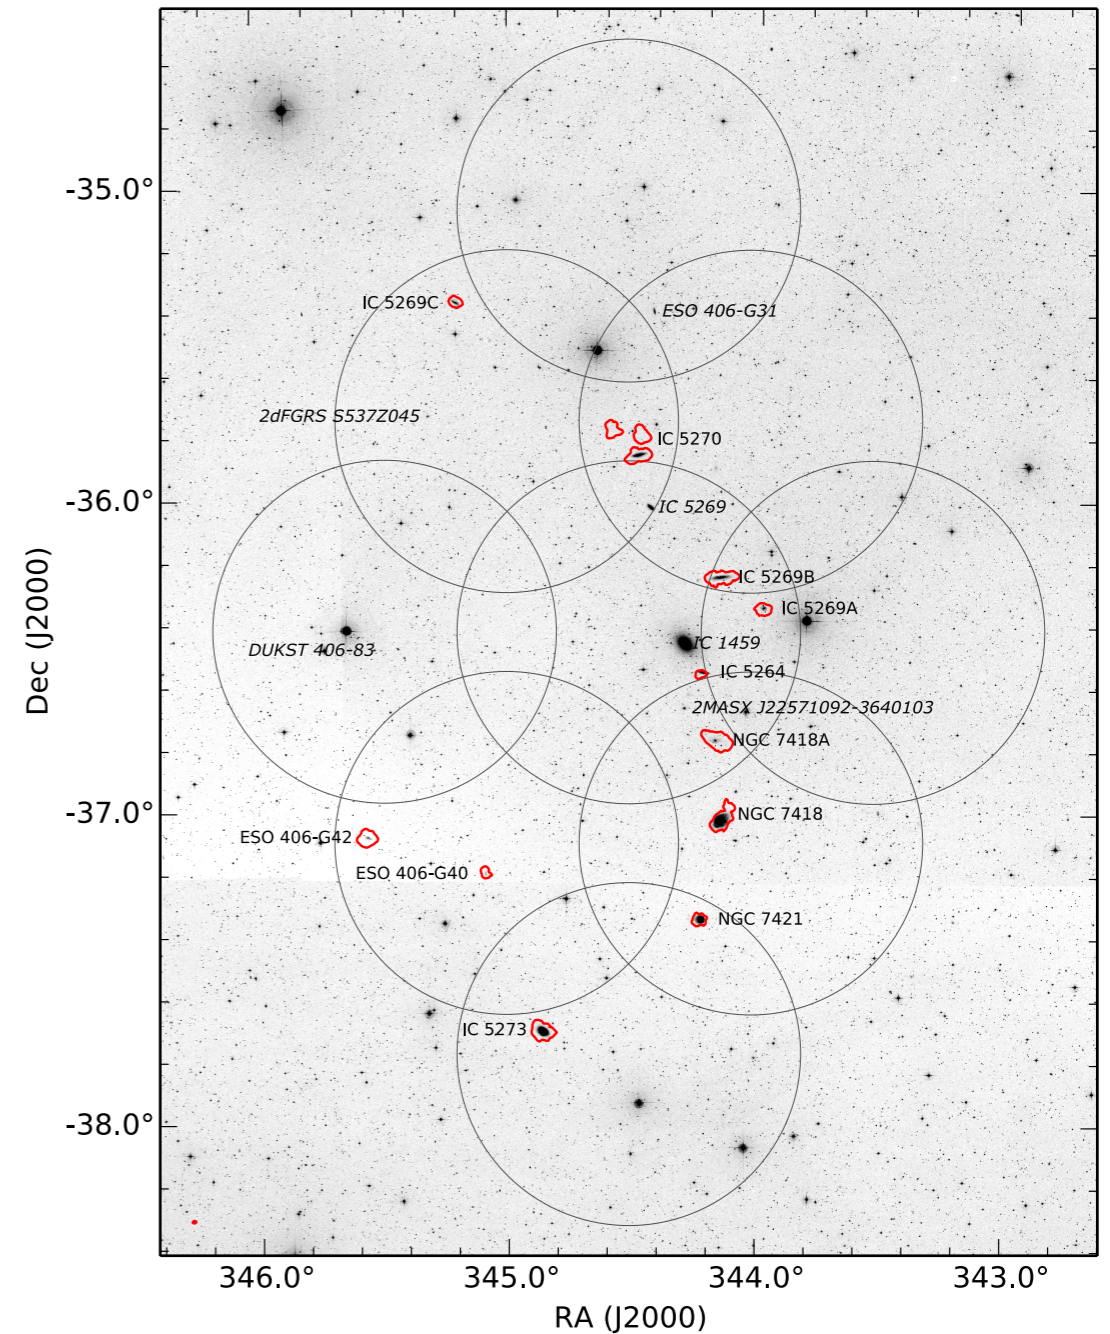 -35.0°
IC 5269C
ESO 406-G31
2dFGRS S537Z045
IC 5270
-36.0°
IC 5269
IC 5269B
IC 5269A
IC 1459
DUKST 406-83
IC 5264
2MASX J22571092-3640103
NGC 7418A
-37.0°
NGC 7418
ESO 406-G42
ESO 406-G40
NGC 7421
IC 5273
-38.0°
Dec (J2000)
346.0°
345.0°
344.0°
343.0°
RA (J2000)